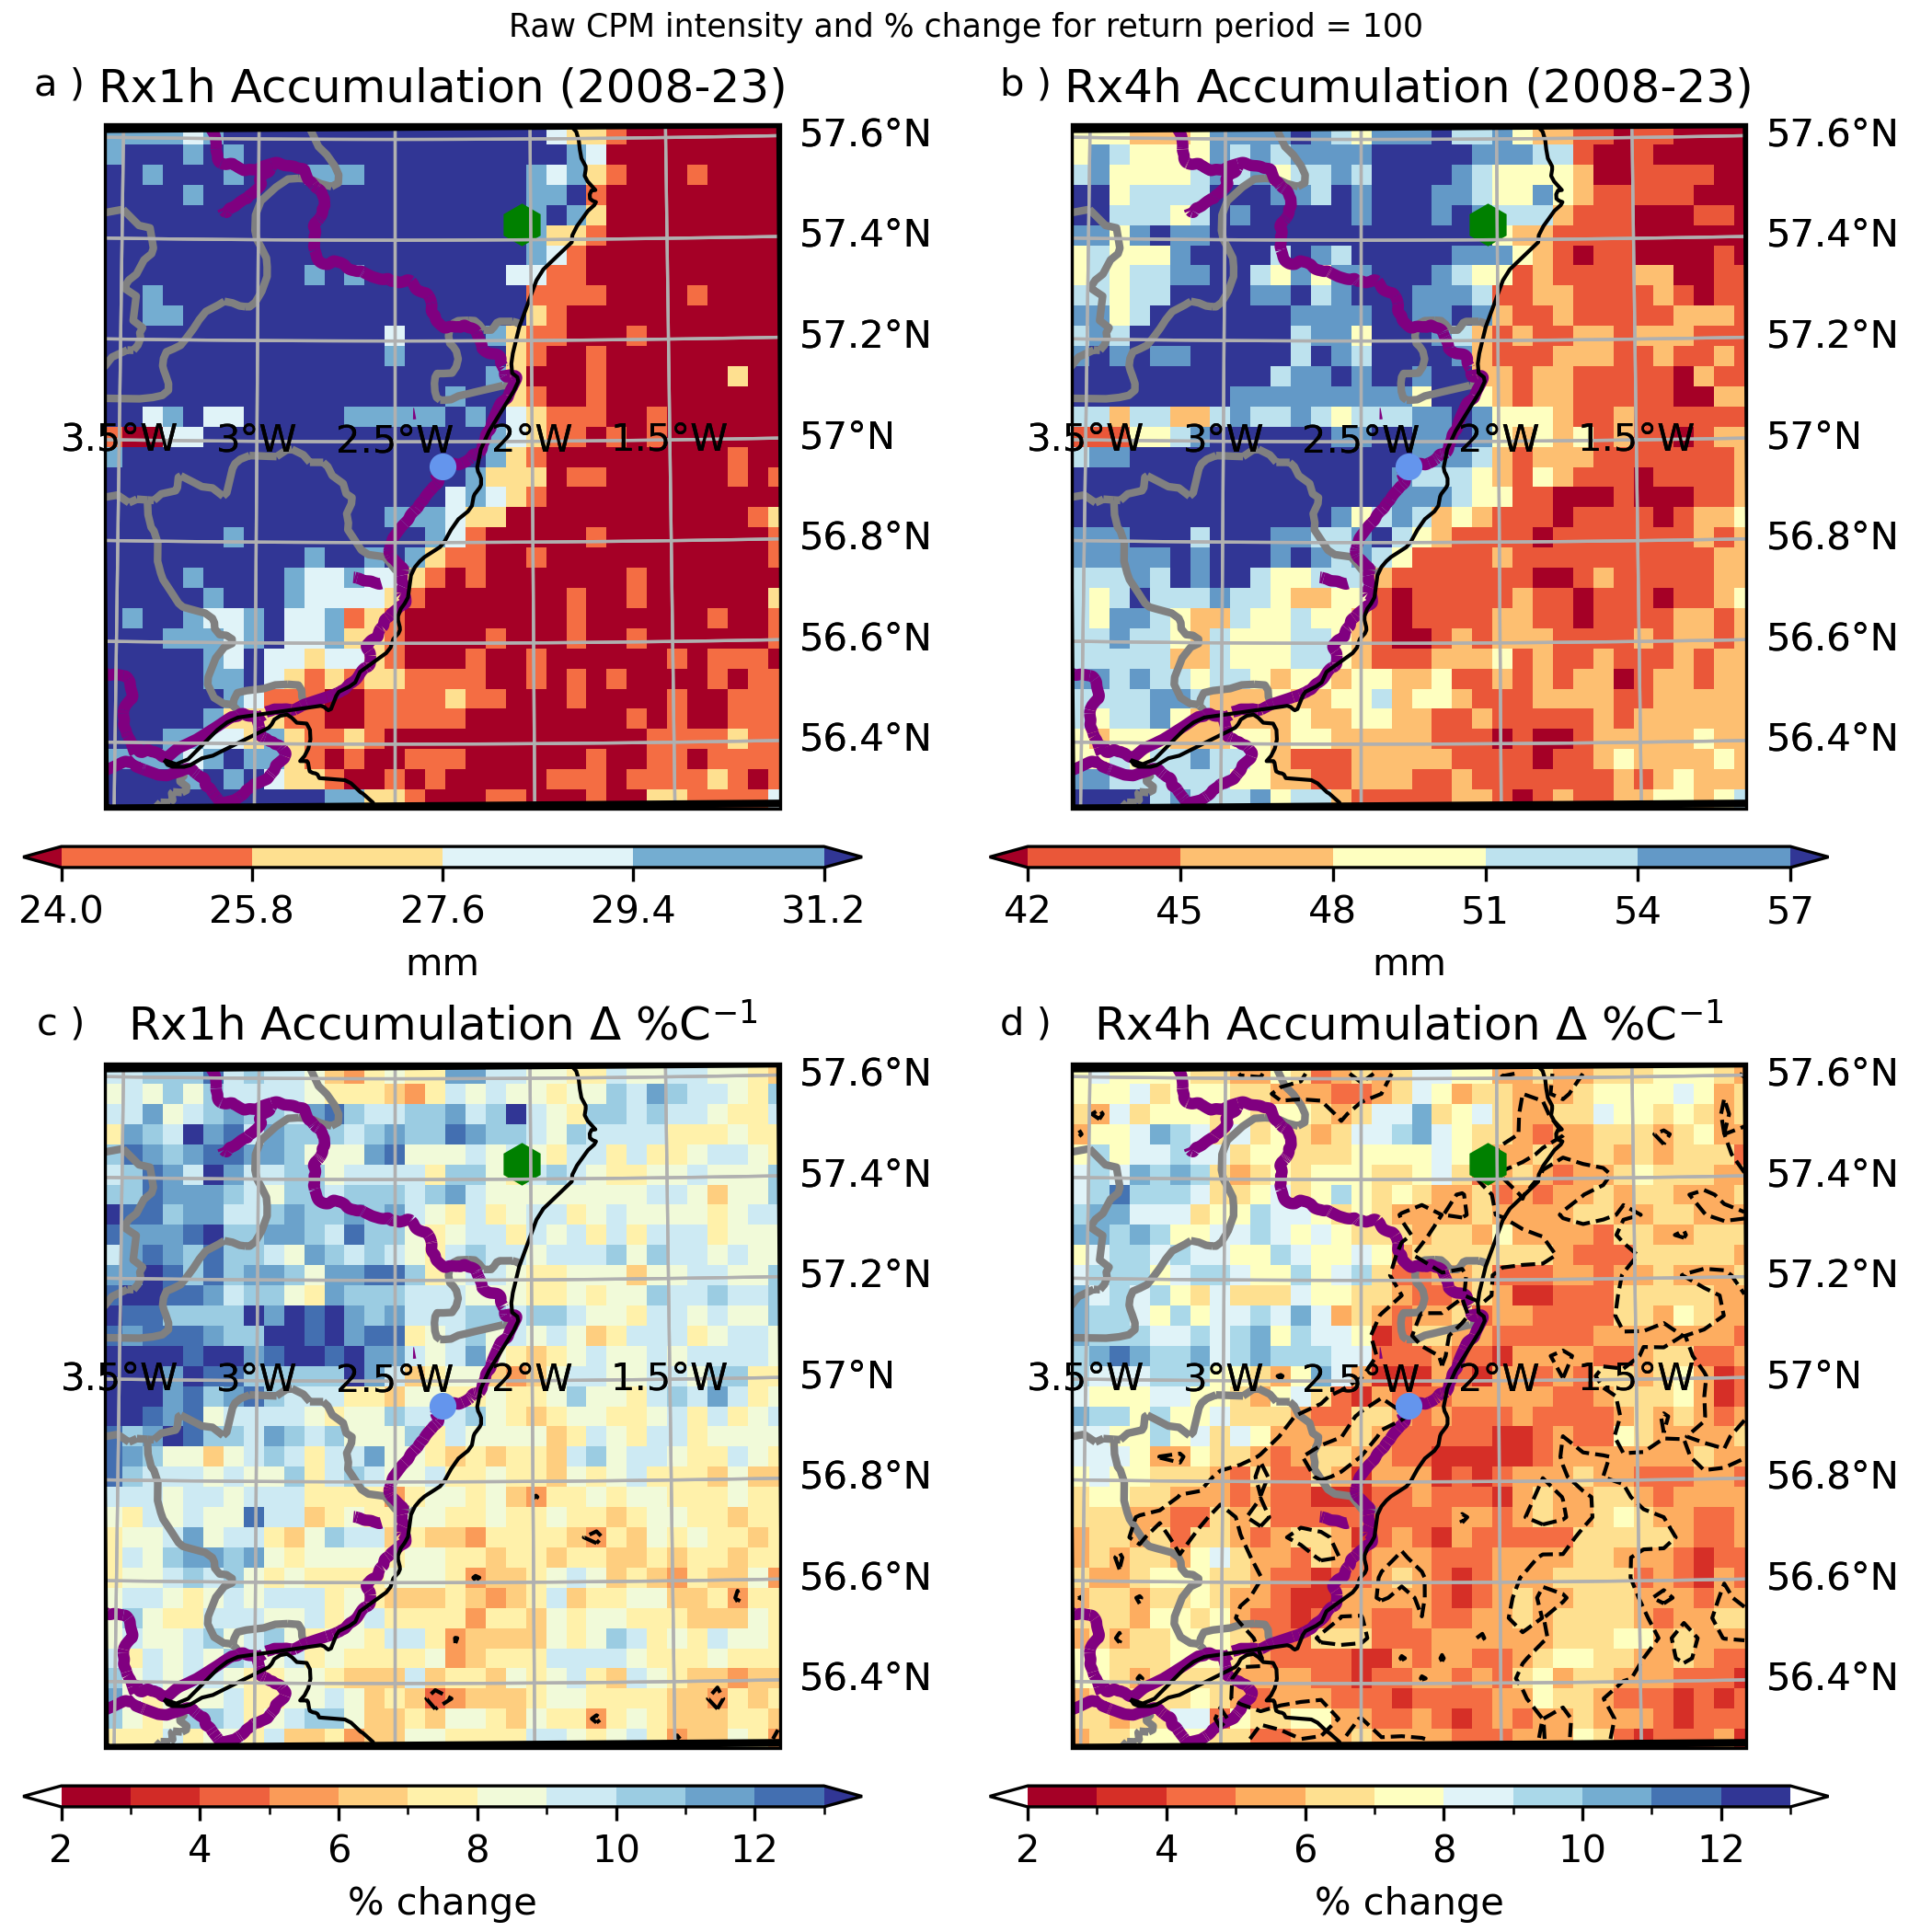 Raw CPM intensity and % change for return period = 100
a ) Rx1h Accumulation (2008-23)
57.6°N
57.4°N
57.2°N
3.5°W 3°W 2.5°W 2°W 1.5°W 57°N
56.8°N
56.6°N
56.4°N
24.0 25.8 27.6 29.4 31.2
mm
b ) Rx4h Accumulation (2008-23)
57.6°N
57.4°N
57.2°N
3.5°W 3°W 2.5°W 2°W 1.5°W 57°N
56.8°N
56.6°N
56.4°N
42 45 48 51 54 57
mm
c ) Rx1h Accumulation Δ %C⁻¹
57.6°N
57.4°N
57.2°N
3.5°W 3°W 2.5°W 2°W 1.5°W 57°N
56.8°N
56.6°N
56.4°N
2 4 6 8 10 12
% change
d ) Rx4h Accumulation Δ %C⁻¹
57.6°N
57.4°N
57.2°N
3.5°W 3°W 2.5°W 2°W 1.5°W 57°N
56.8°N
56.6°N
56.4°N
2 4 6 8 10 12
% change